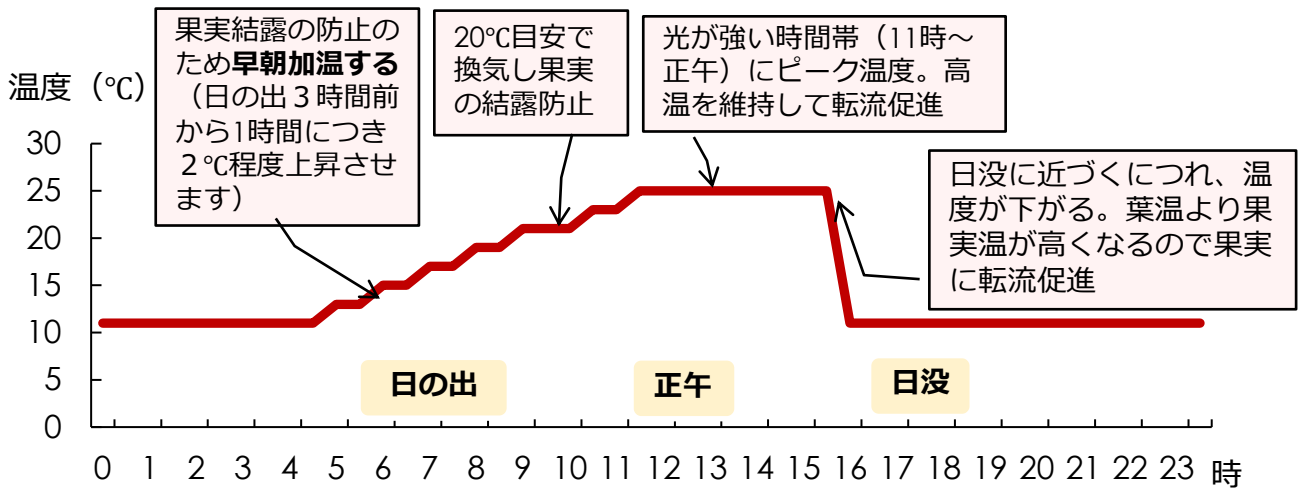 果実結露の防止の
ため早朝加温する
（日の出３時間前
から1時間につき
２℃程度上昇させ
ます）
20℃目安で
換気し果実
の結露防止
光が強い時間帯（11時～
正午）にピーク温度。高
温を維持して転流促進
日没に近づくにつれ、温
度が下がる。葉温より果
実温が高くなるので果実
に転流促進
温度（℃）
30
25
20
15
10
5
0
日の出
正午
日没
0 1 2 3 4 5 6 7 8 9 10 11 12 13 14 15 16 17 18 19 20 21 22 23 時